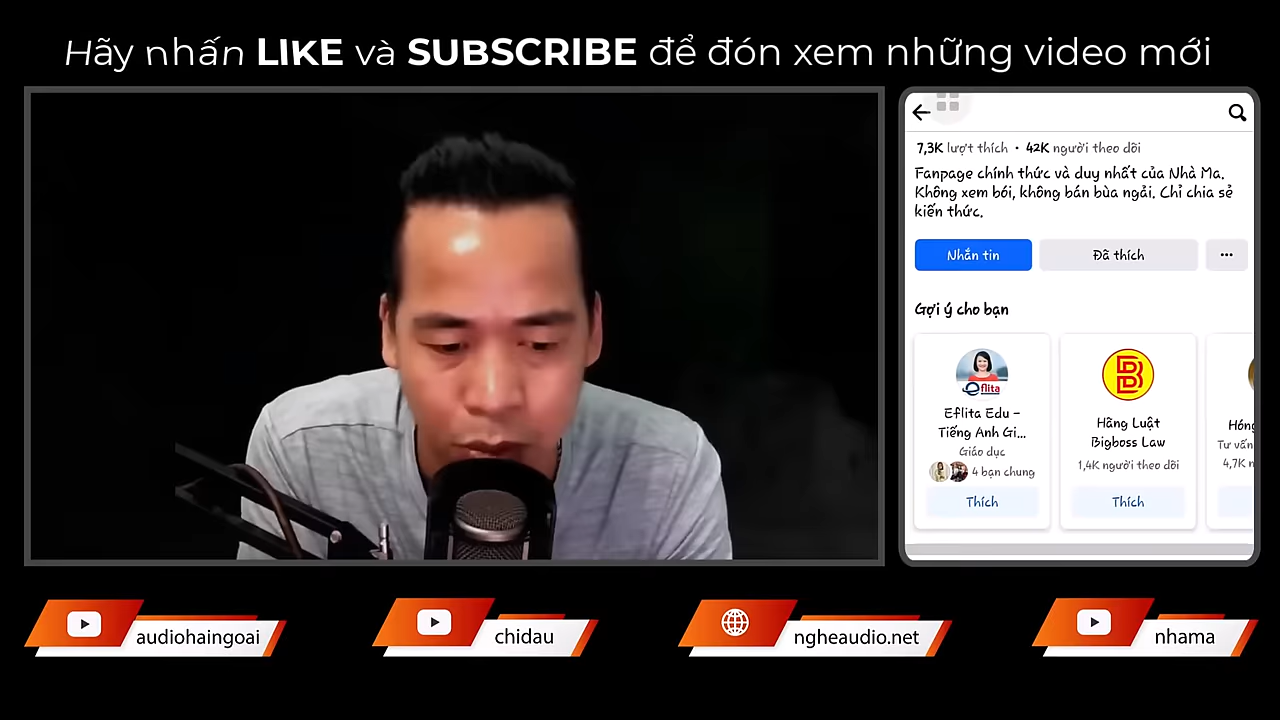 Hãy nhấn LIKE và SUBSCRIBE để đón xem những video mới
7,3K lượt thích • 42K người theo dõi
Fanpage chính thức và duy nhất của Nhà Ma.
Không xem bói, không bán bùa ngải. Chỉ chia sẻ
kiến thức.
Nhắn tin
Đã thích
Gợi ý cho bạn
eflita
Eflita Edu -
Tiếng Anh Gi...
Giáo dục
4 bạn chung
Thích
Hãng Luật
Bigboss Law
1,4K người theo dõi
Thích
Tư vấn
4,7K
audiohaingoai
chidau
ngheaudio.net
nhama